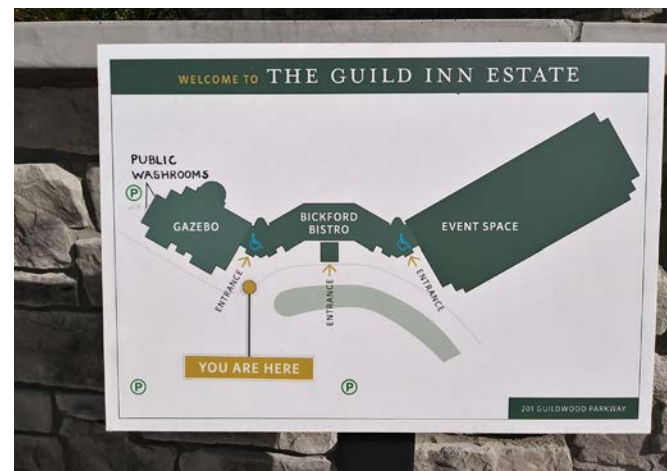 WELCOME TO THE GUILD INN ESTATE
PUBLIC
WASHROOMS
P
GAZEBO
BICKFORD
BISTRO
EVENT SPACE
ENTRANCE
ENTRANCE
ENTRANCE
YOU ARE HERE
P
P
201 GUILDWOOD PARKWAY